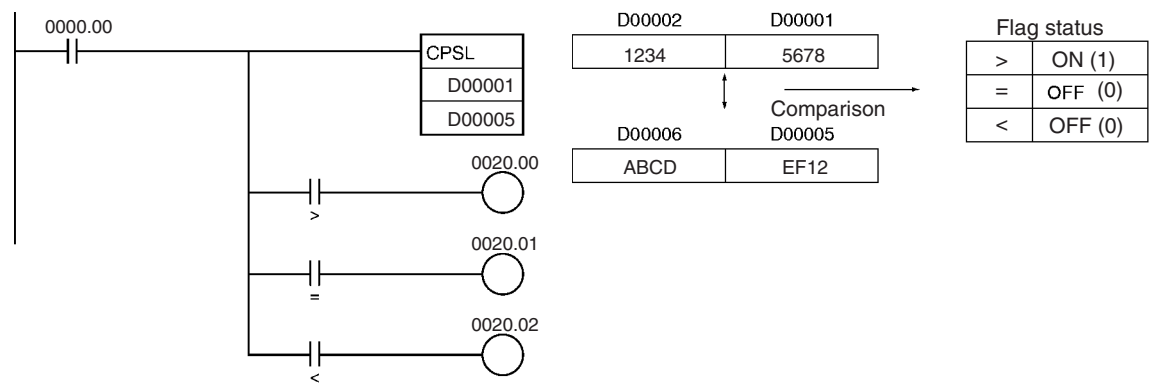 0000.00
CPSL
D00001
D00005
0020.00
>
0020.01
=
0020.02
<
D00002 D00001
1234 5678
Comparison
D00006 D00005
ABCD EF12
Flag status
> ON (1)
= OFF (0)
< OFF (0)